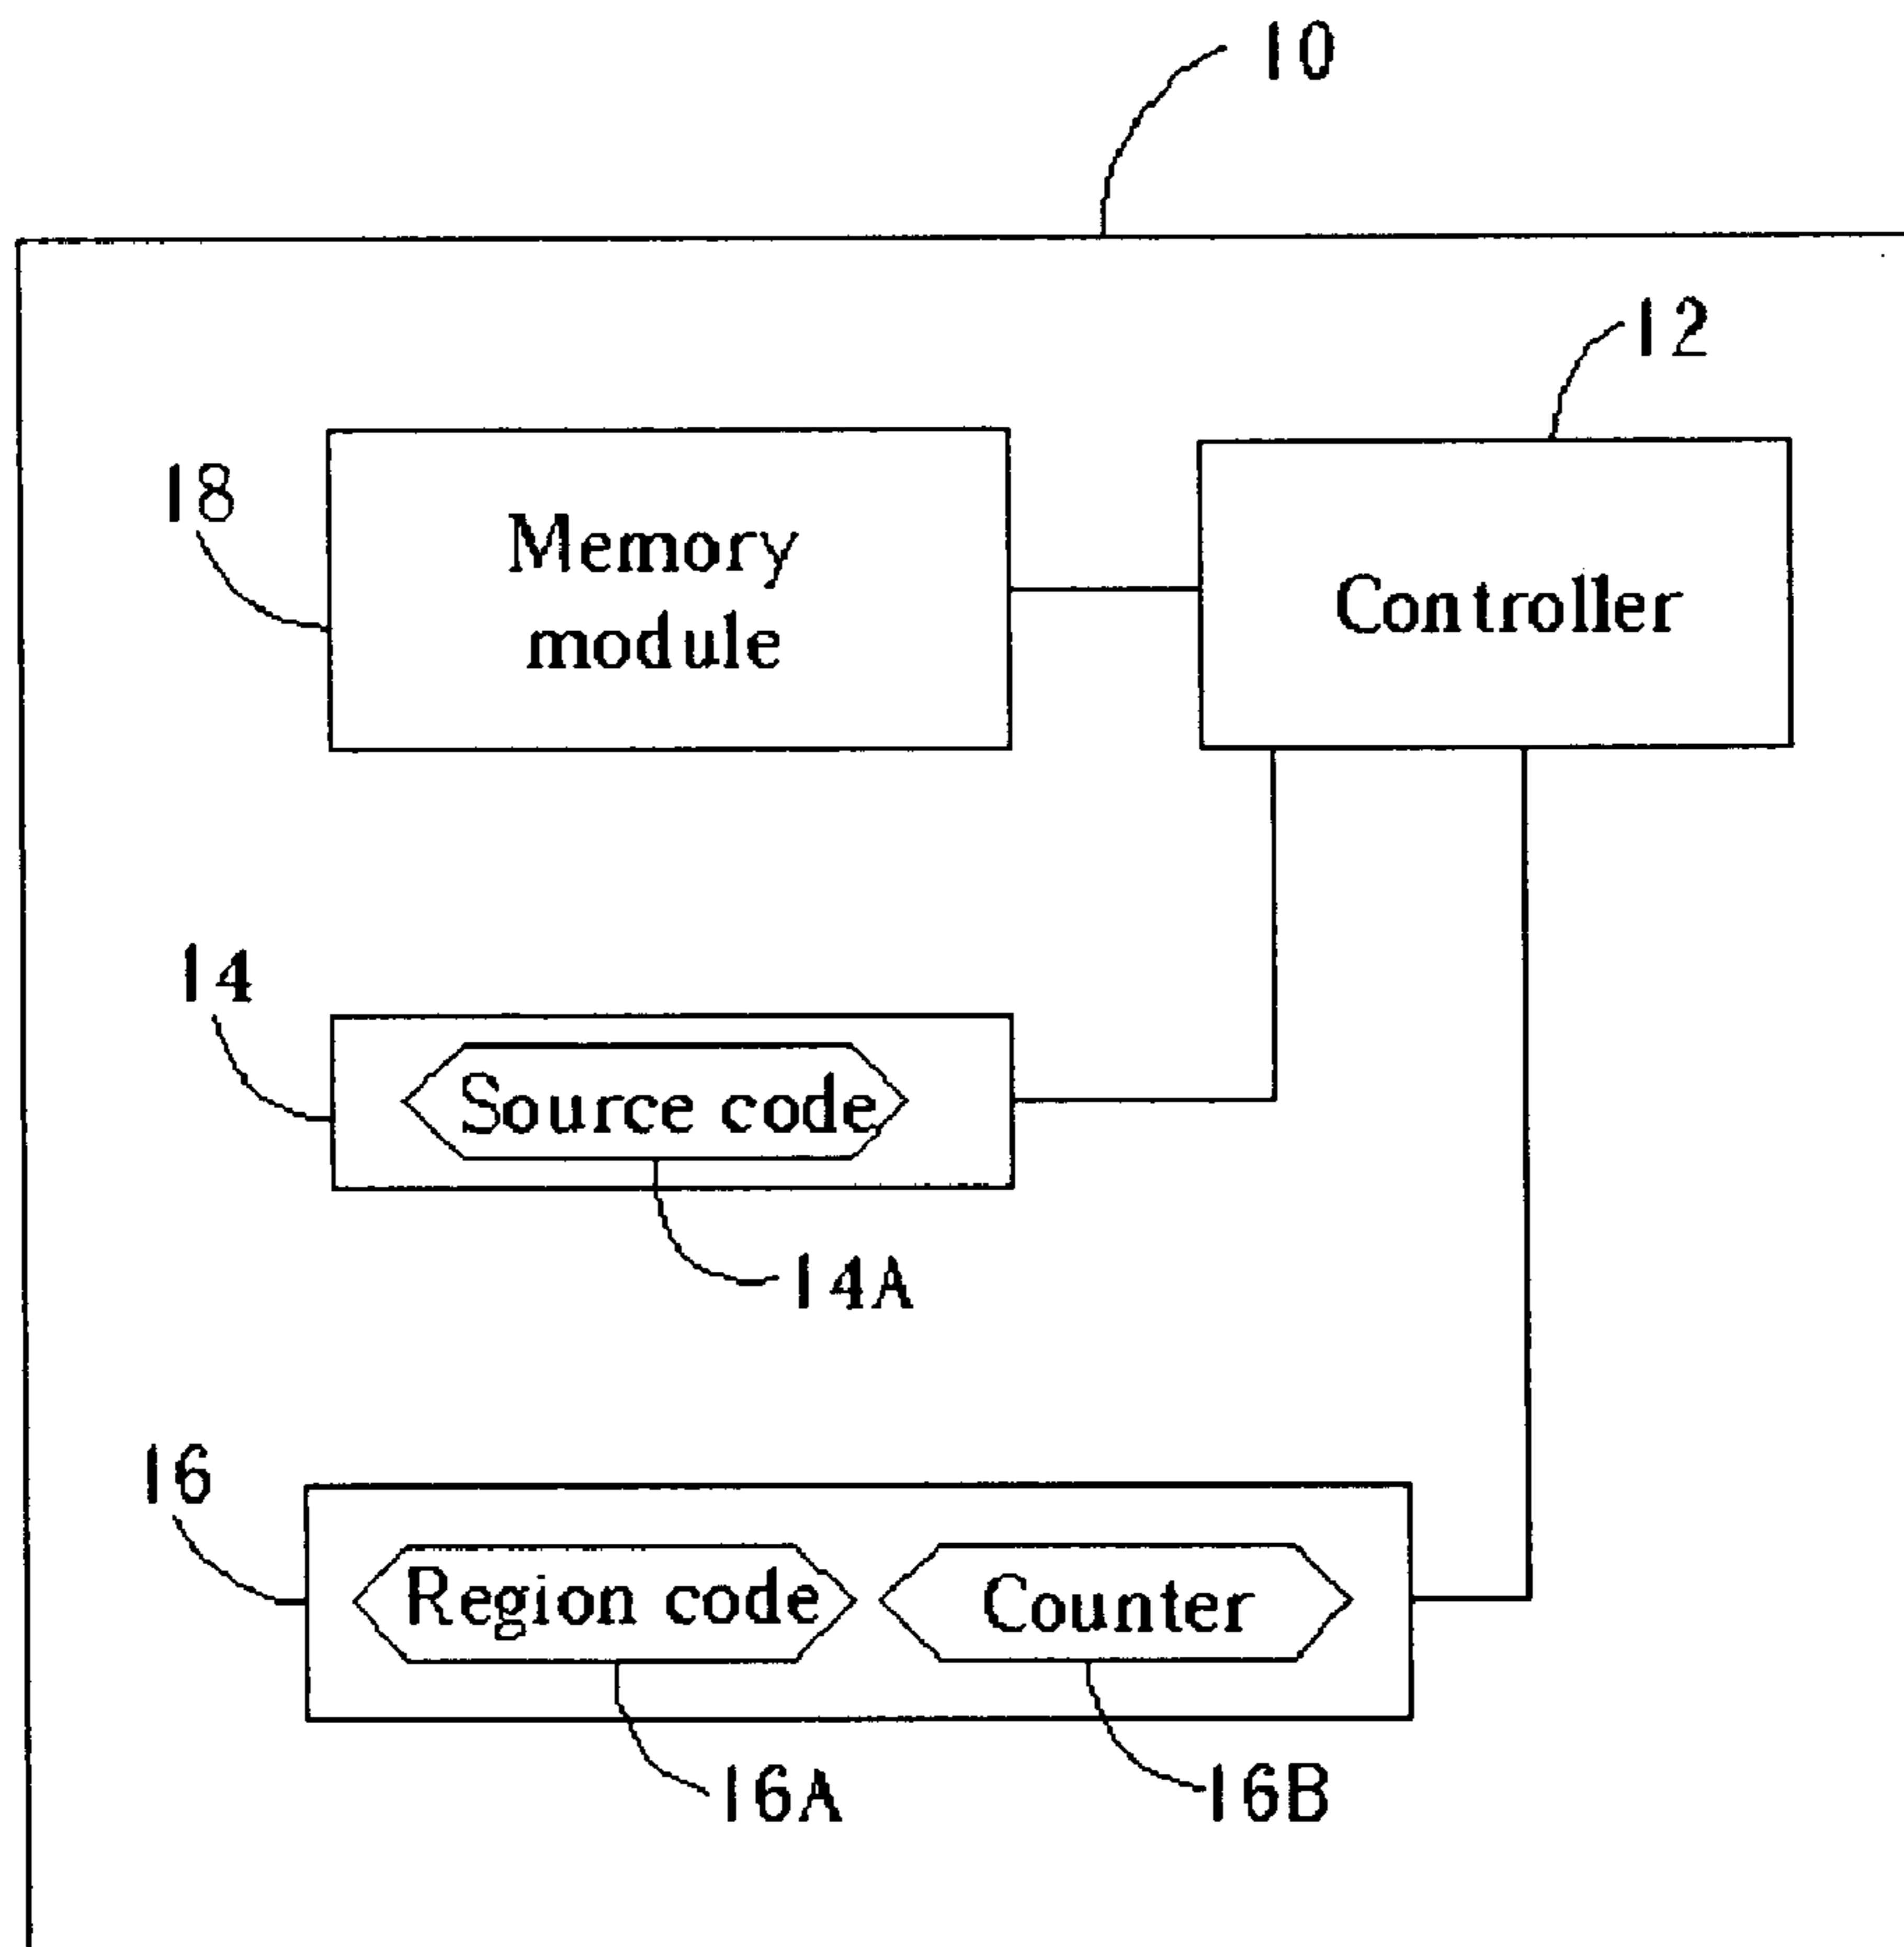 10
12
18
Memory
module
Controller
14
Source code
14A
16
Region code
Counter
16A
16B